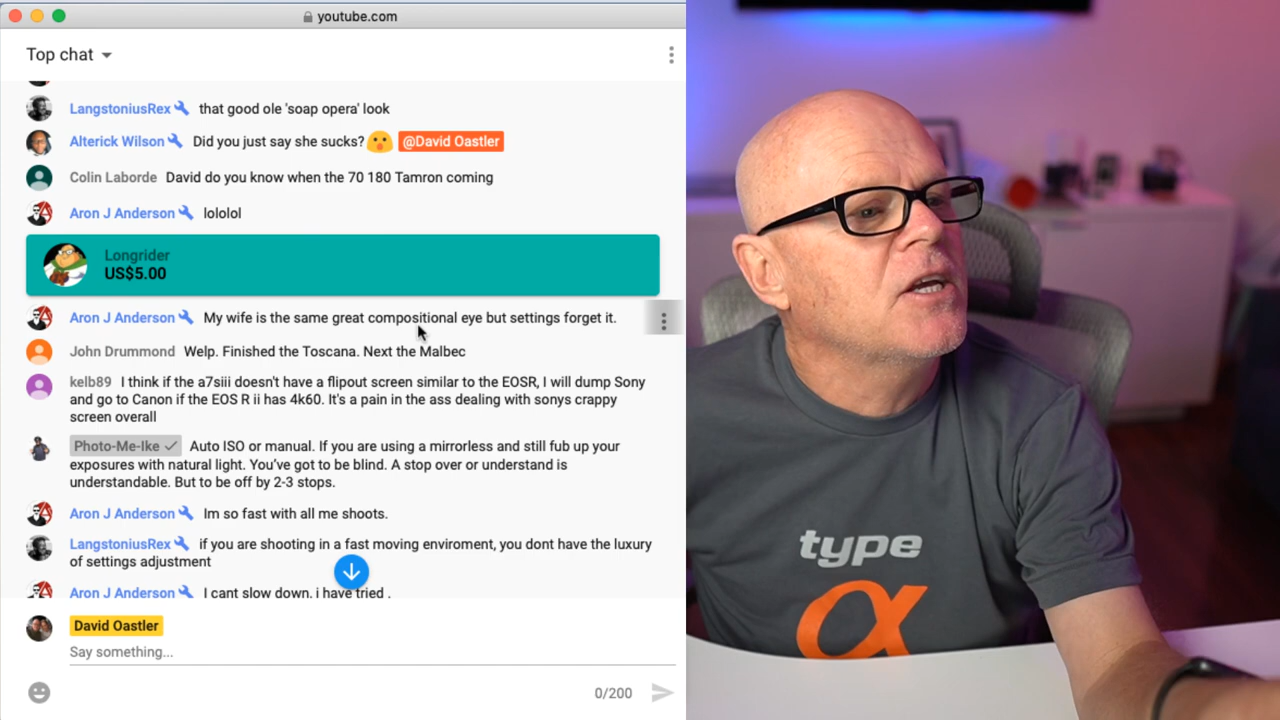 youtube.com
Top chat
LangstoniusRex that good ole 'soap opera' look
Alterick Wilson Did you just say she sucks? @David Oastler
Colin Laborde David do you know when the 70 180 Tamron coming
Aron J Anderson lololol
Longrider
US$5.00
Aron J Anderson My wife is the same great compositional eye but settings forget it.
John Drummond Welp. Finished the Toscana. Next the Malbec
kelb89 I think if the a7siii doesn't have a flipout screen similar to the EOSR, I will dump Sony
and go to Canon if the EOS R ii has 4k60. It's a pain in the ass dealing with sonys crappy
screen overall
Photo-Me-Ike Auto ISO or manual. If you are using a mirrorless and still fub up your
exposures with natural light. You've got to be blind. A stop over or understand is
understandable. But to be off by 2-3 stops.
Aron J Anderson Im so fast with all me shoots.
LangstoniusRex if you are shooting in a fast moving enviroment, you dont have the luxury
of settings adjustment
Aron J Anderson I cant slow down. i have tried .
David Oastler
Say something...
0/200
type
α